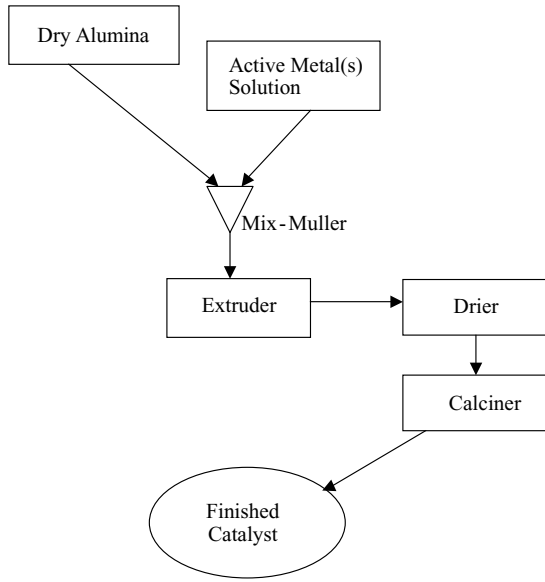 Dry Alumina
Active Metal(s)
Solution
Mix-Muller
Extruder
Drier
Calciner
Finished
Catalyst